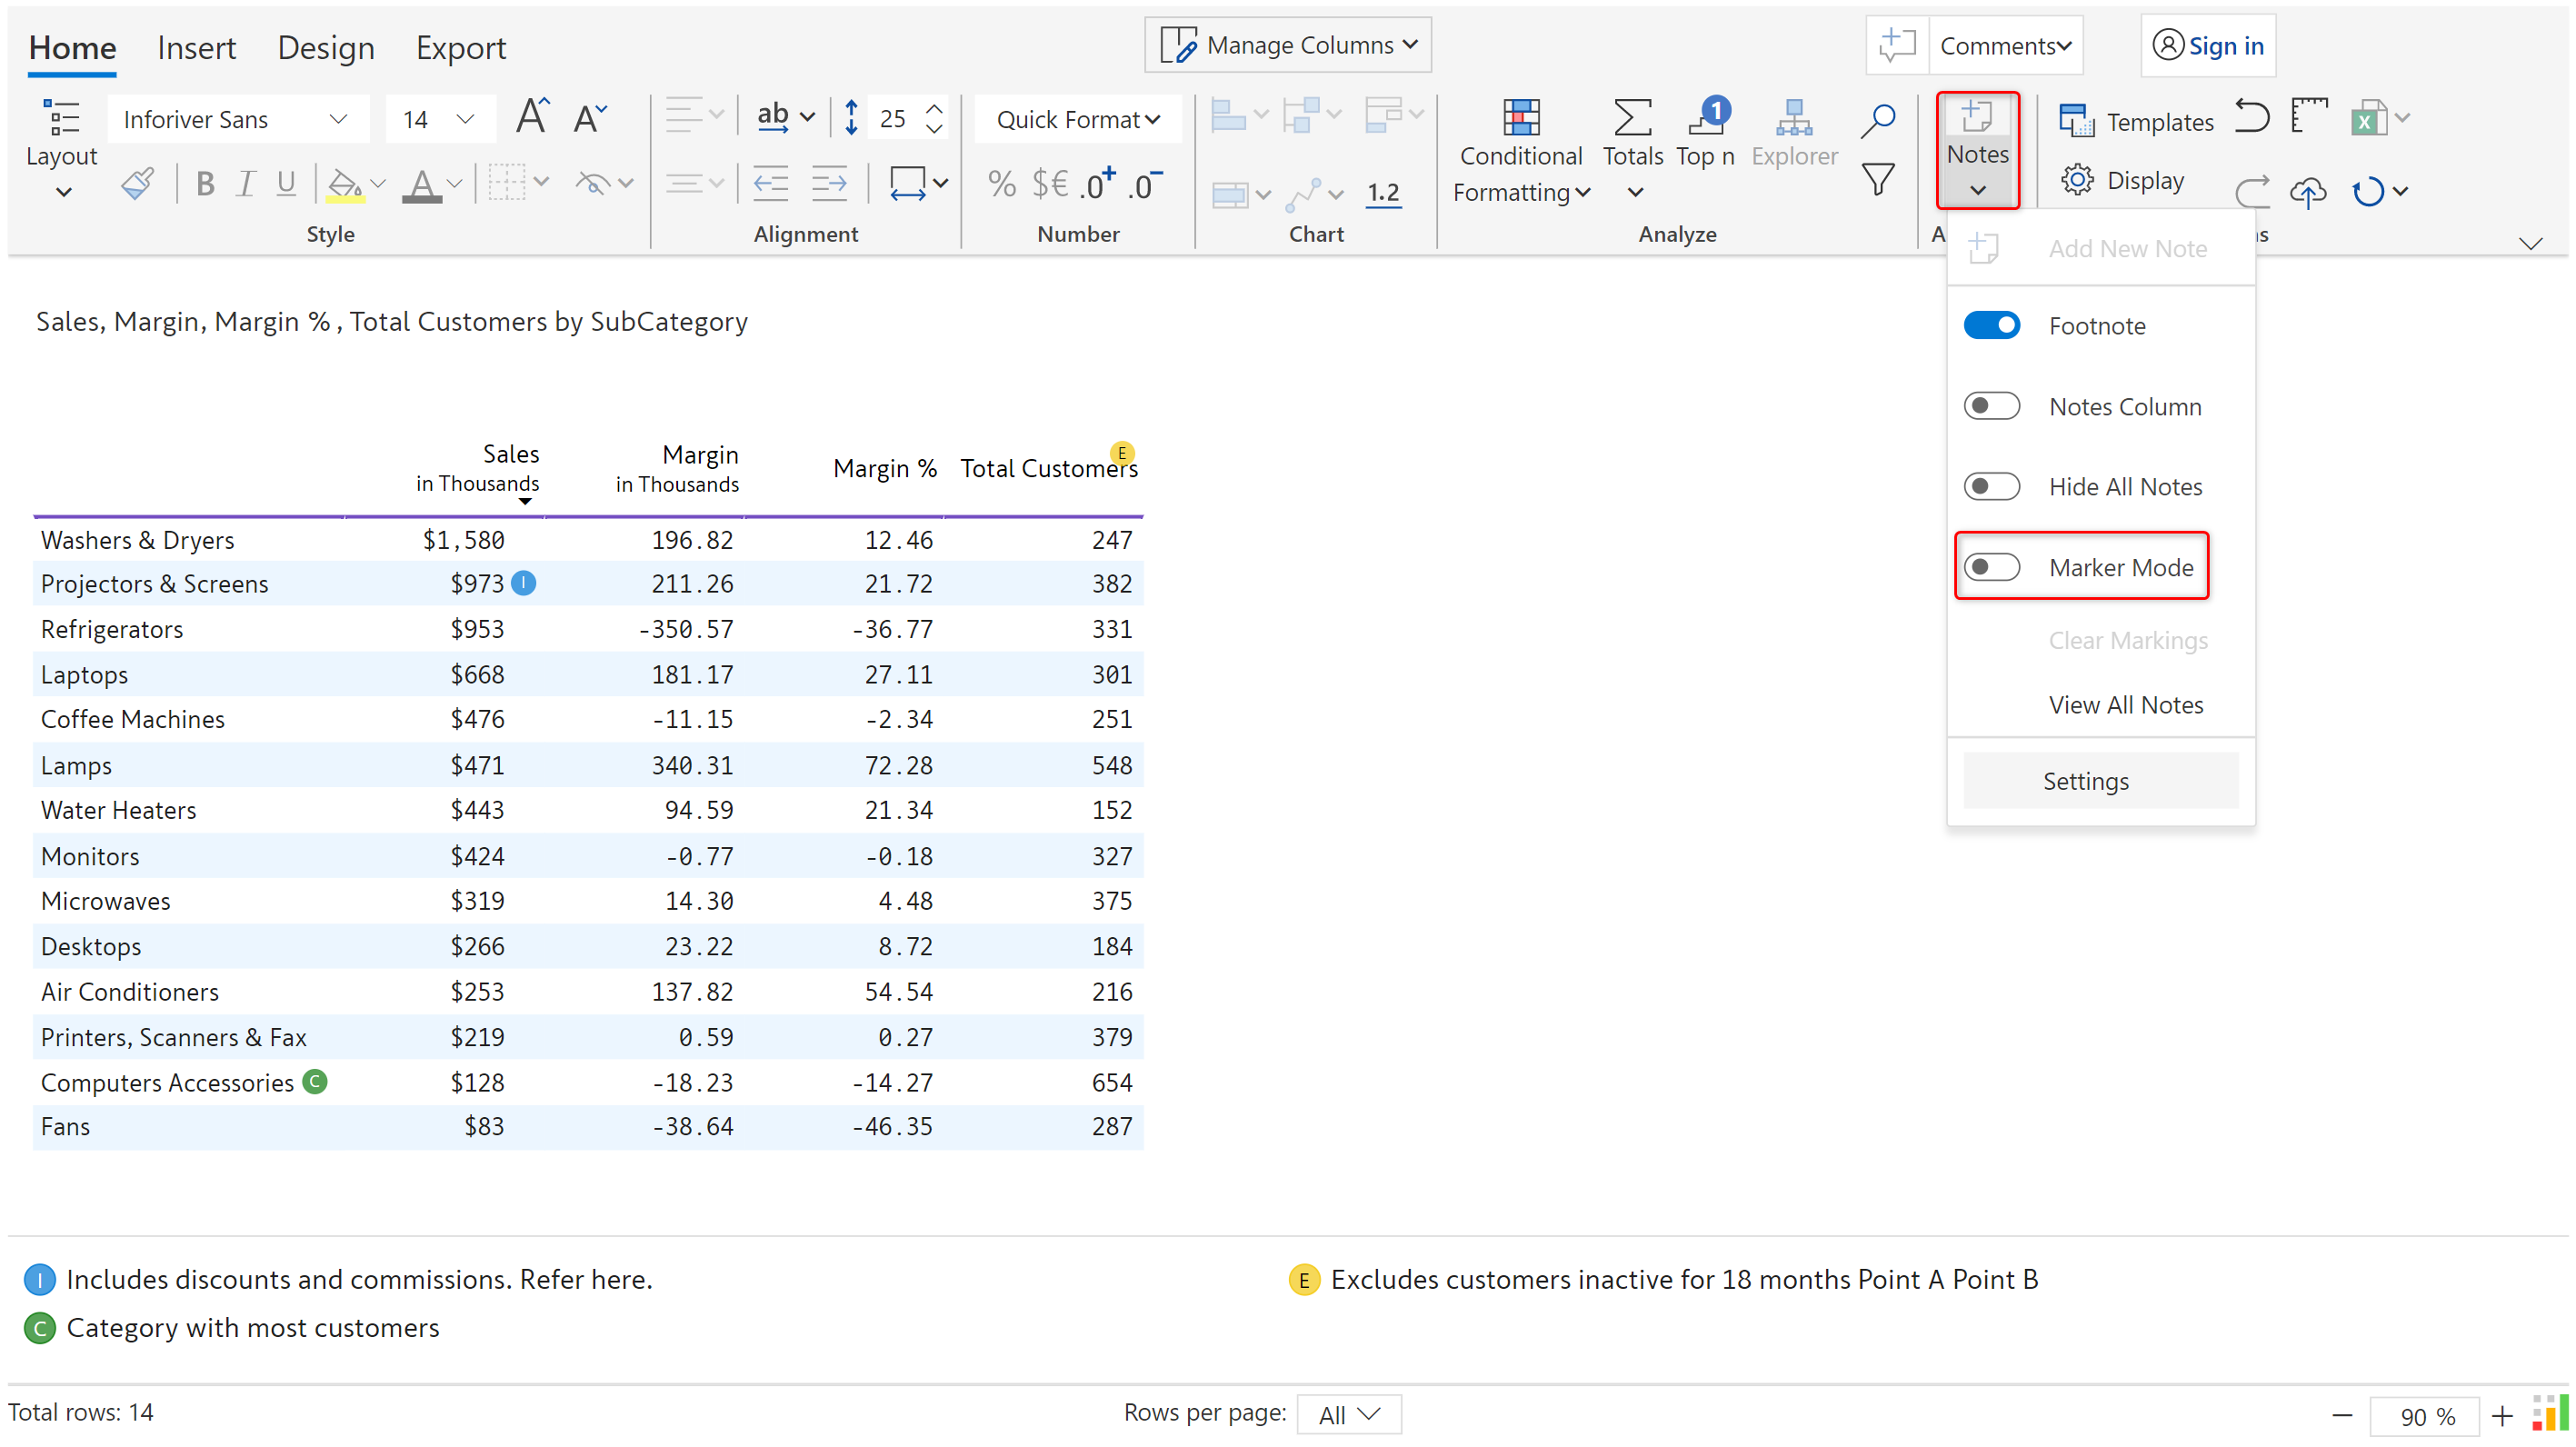 Home Insert Design Export Manage Columns Comments Sign in
Inforiver Sans 14 A A ab 25 Quick Format 1
Layout Conditional Formatting Totals Top n Explorer Notes Templates
B I U A % $€ .0+ .0- 1.2 X Display
Style Alignment Number Chart Analyze
Add New Note
Footnote
Notes Column
Hide All Notes
Marker Mode
Clear Markings
View All Notes
Settings
Sales, Margin, Margin % , Total Customers by SubCategory
Sales in Thousands Margin in Thousands Margin % Total Customers E
Washers & Dryers $1,580 196.82 12.46 247
Projectors & Screens $973 I 211.26 21.72 382
Refrigerators $953 -350.57 -36.77 331
Laptops $668 181.17 27.11 301
Coffee Machines $476 -11.15 -2.34 251
Lamps $471 340.31 72.28 548
Water Heaters $443 94.59 21.34 152
Monitors $424 -0.77 -0.18 327
Microwaves $319 14.30 4.48 375
Desktops $266 23.22 8.72 184
Air Conditioners $253 137.82 54.54 216
Printers, Scanners & Fax $219 0.59 0.27 379
Computers Accessories C $128 -18.23 -14.27 654
Fans $83 -38.64 -46.35 287
I Includes discounts and commissions. Refer here.
E Excludes customers inactive for 18 months Point A Point B
C Category with most customers
Total rows: 14 Rows per page: All 90 %